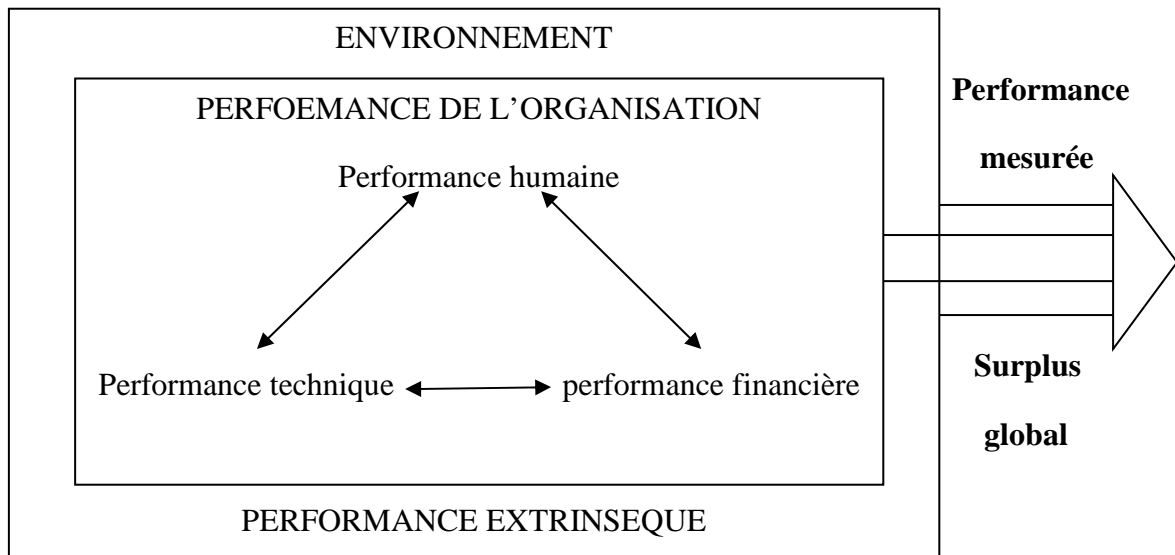 ENVIRONNEMENT
PERFOEMANCE DE L'ORGANISATION
Performance humaine
Performance technique
performance financière
PERFORMANCE EXTRINSEQUE
Performance
mesurée
Surplus
global